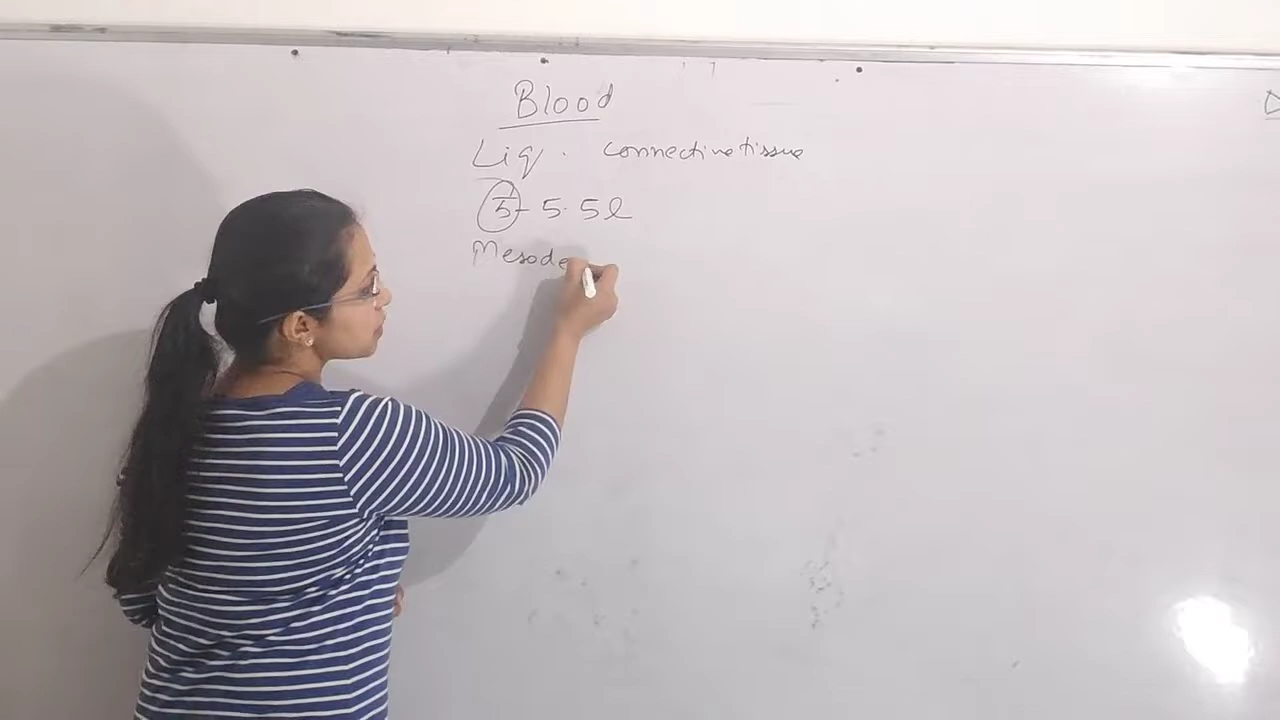 Blood
Liq. connective tissue
5 - 5.5l
Mesode